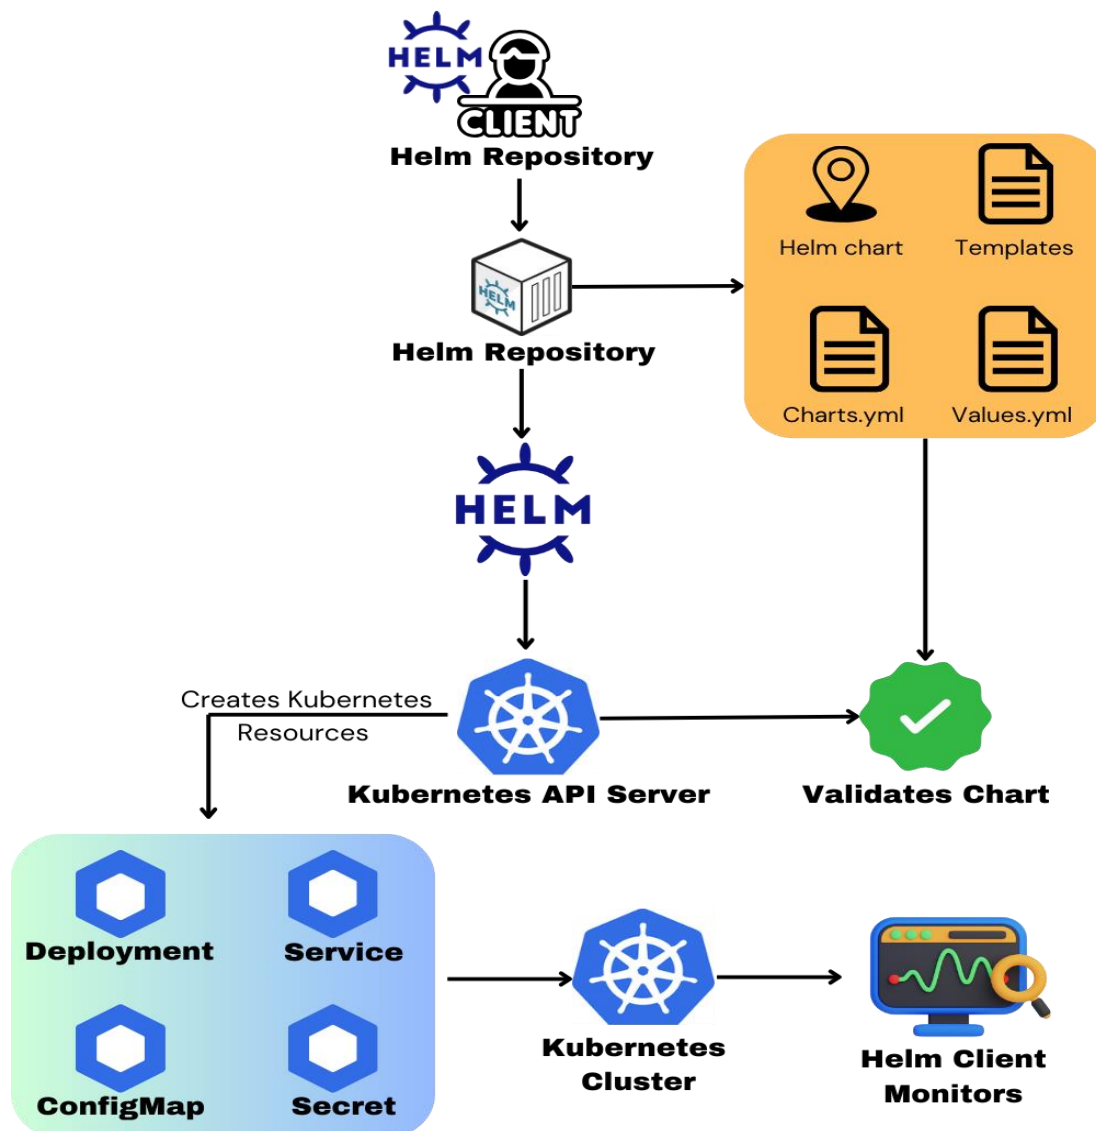 HELM
CLIENT
Helm Repository
Helm chart
Templates
HELM
Helm Repository
Charts.yml
Values.yml
HELM
Creates Kubernetes
Resources
Kubernetes API Server
Validates Chart
Deployment
Service
ConfigMap
Secret
Kubernetes
Cluster
Helm Client
Monitors